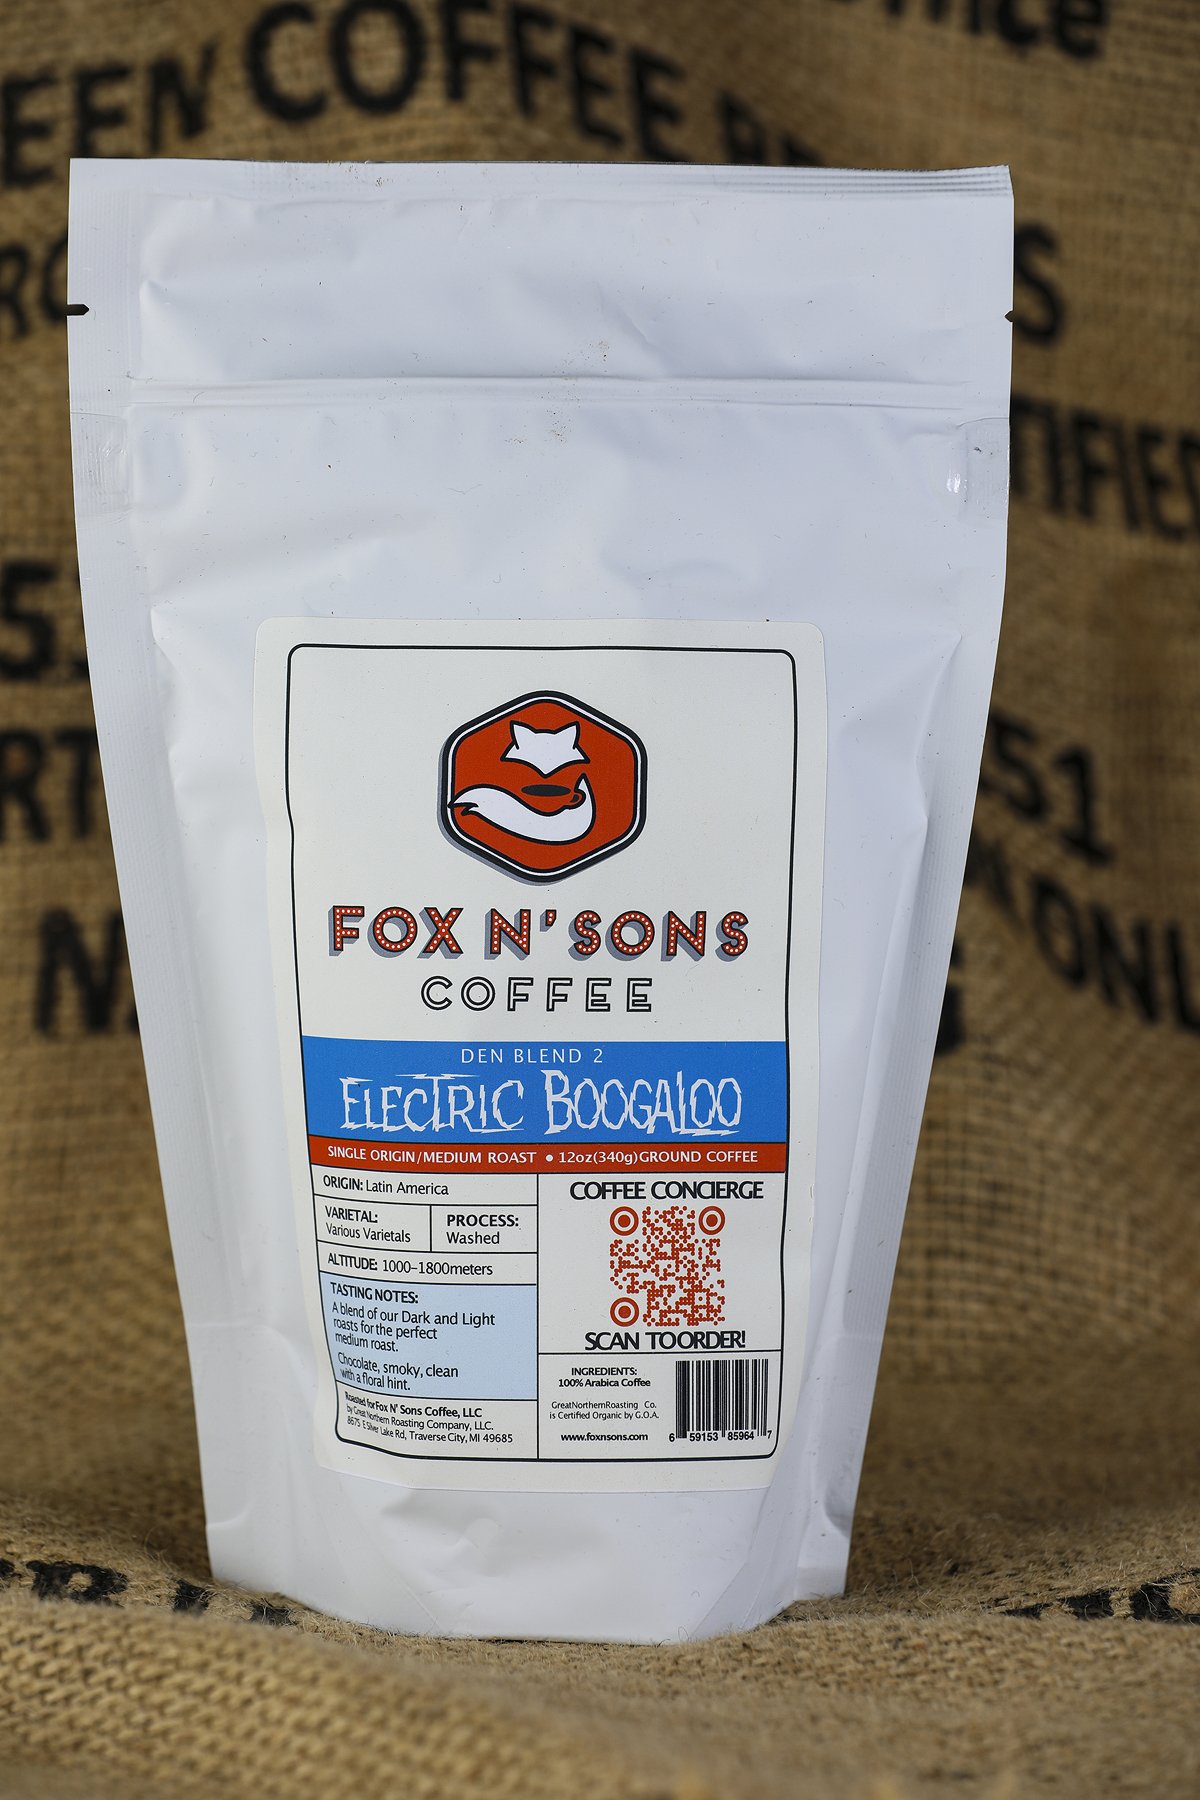 COFFEE
51
FOX N' SONS
COFFEE
DEN BLEND 2
ELECTRIC BOOGALOO
SINGLE ORIGIN/MEDIUM ROAST • 12oz(340g)GROUND COFFEE
ORIGIN: Latin America
VARIETAL:
Various Varietals
PROCESS:
Washed
ALTITUDE: 1000-1800meters
TASTING NOTES:
A blend of our Dark and Light
roasts for the perfect
medium roast.
Chocolate, smoky, clean
with a floral hint.
Roasted for Fox N' Sons Coffee, LLC
by Great Northern Roasting Company, LLC.
8675 E Silver Lake Rd, Traverse City, MI 49685
COFFEE CONCIERGE
SCAN TO ORDER!
INGREDIENTS:
100% Arabica Coffee
GreatNorthernRoasting Co.
is Certified Organic by G.O.A.
www.foxnsons.com
6 59153 85964 7